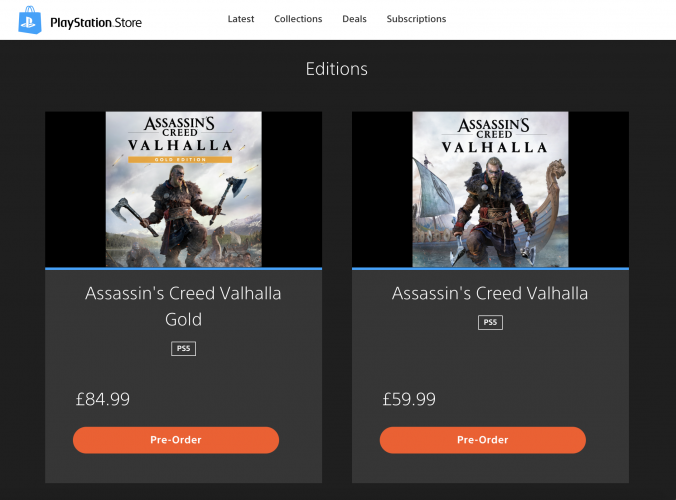 PlayStation.Store
Latest Collections Deals Subscriptions
Editions
ASSASSIN'S
CREED
VALHALLA
GOLD EDITION
Assassin's Creed Valhalla
Gold
PS5
£84.99
Pre-Order
ASSASSIN'S
CREED
VALHALLA
Assassin's Creed Valhalla
PS5
£59.99
Pre-Order